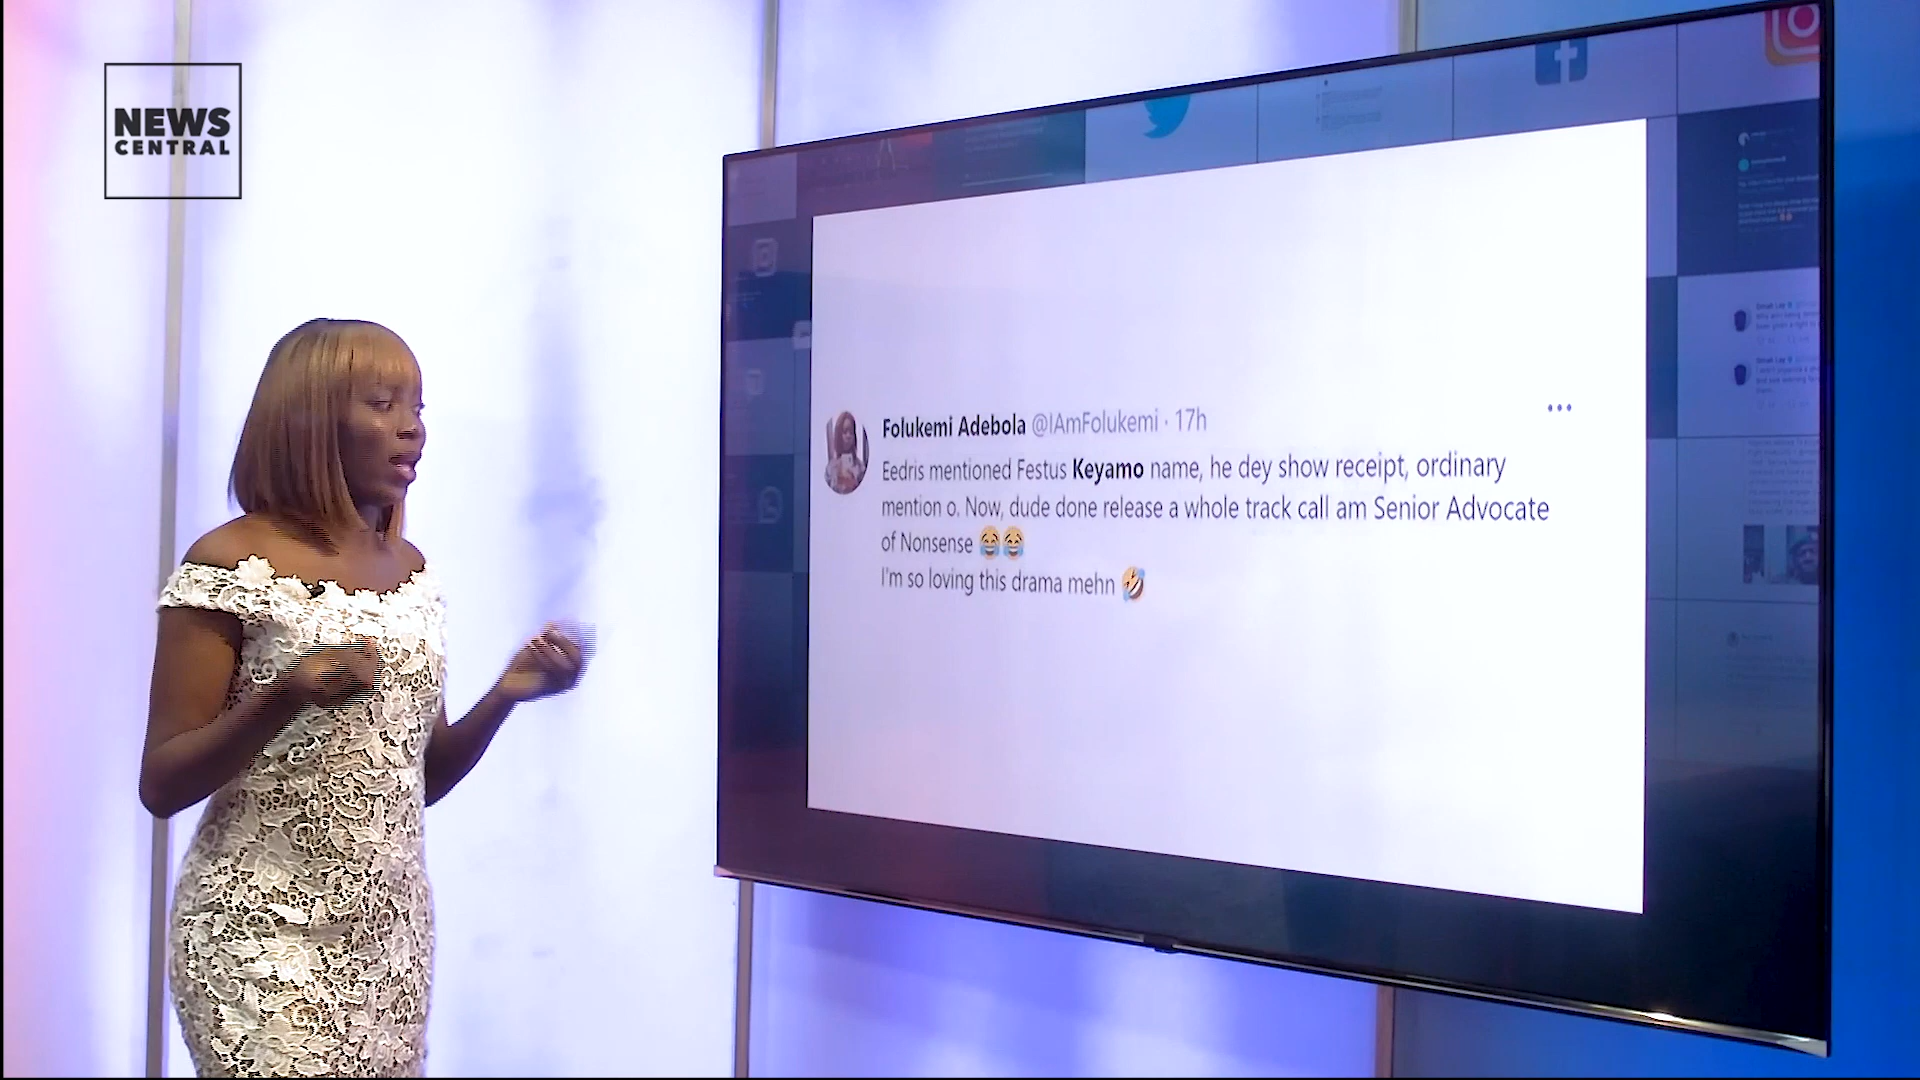 NEWS
CENTRAL
Folukemi Adebola @IAmFolukemi · 17h
Eedris mentioned Festus Keyamo name, he dey show receipt, ordinary
mention o. Now, dude done release a whole track call am Senior Advocate
of Nonsense 😂😂
I'm so loving this drama mehn 🤣